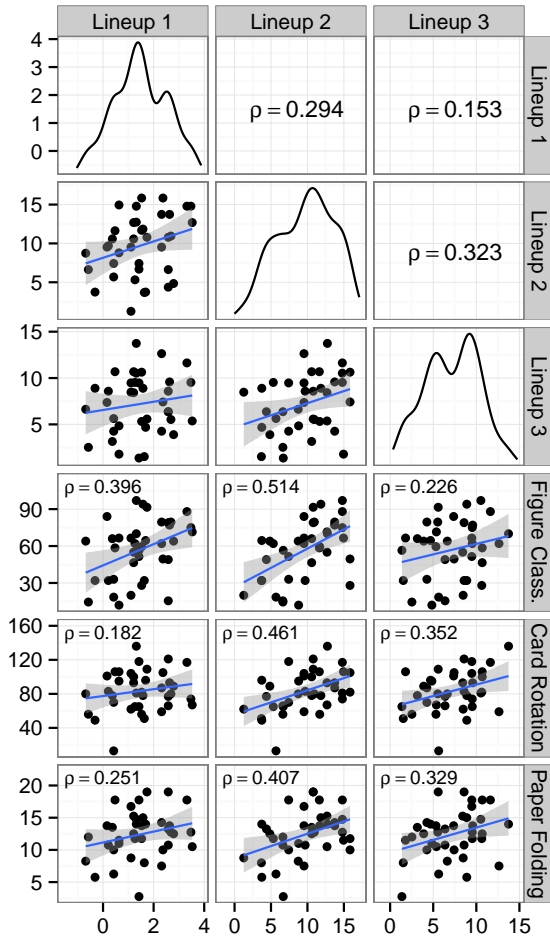 Lineup 1 Lineup 2 Lineup 3
4
3
2
1
0
ρ = 0.294
ρ = 0.153
Lineup 1
15
10
5
ρ = 0.323
Lineup 2
15
10
5
0
Lineup 3
90
60
30
ρ = 0.396
ρ = 0.514
ρ = 0.226
Figure Class.
160
120
80
40
ρ = 0.182
ρ = 0.461
ρ = 0.352
Card Rotation
20
15
10
5
ρ = 0.251
ρ = 0.407
ρ = 0.329
Paper Folding
0 2 4 0 5 10 15 0 5 10 15